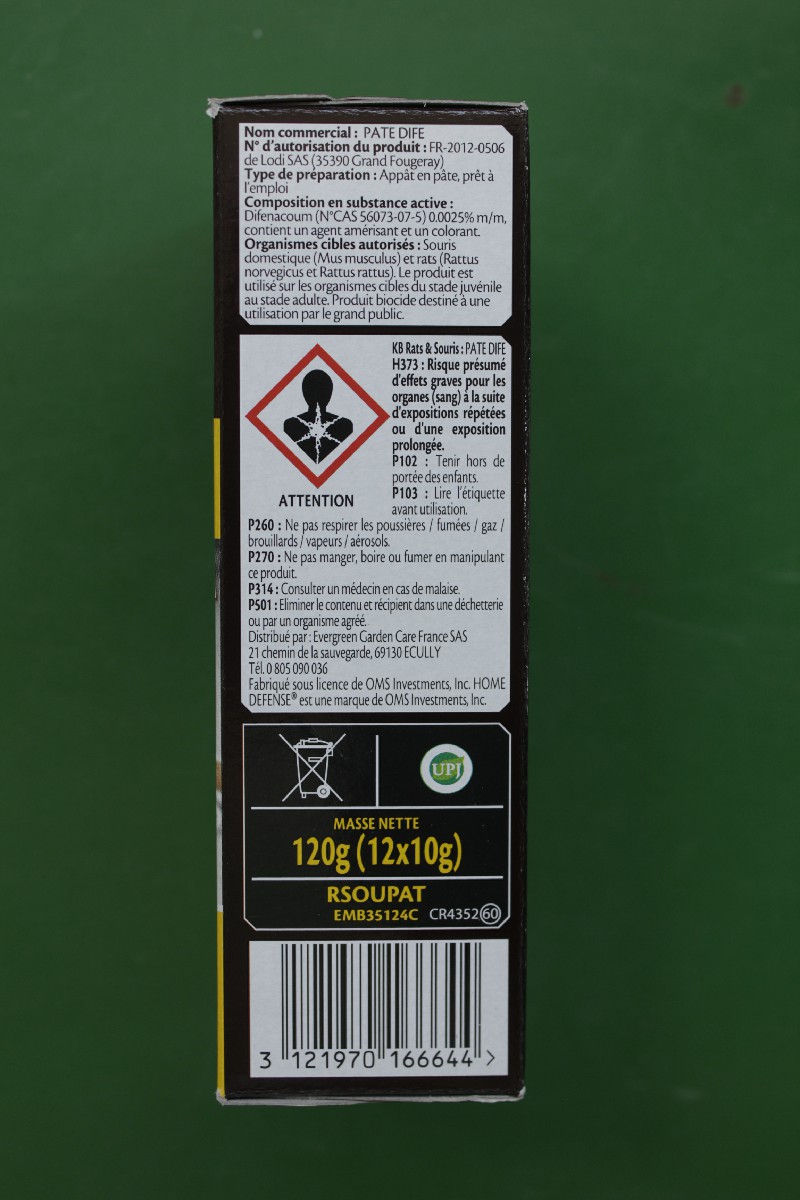 Nom commercial : PATE DIFE
N° d'autorisation du produit : FR-2012-0506
de Lodi SAS (35390 Grand Fougeray)
Type de préparation : Appât en pâte, prêt à
l'emploi
Composition en substance active :
Difenacoum (N°CAS 56073-07-5) 0.0025% m/m,
contient un agent amérisant et un colorant.
Organismes cibles autorisés : Souris
domestique (Mus musculus) et rats (Rattus
norvegicus et Rattus rattus). Le produit est
utilisé sur les organismes cibles du stade juvénile
au stade adulte. Produit biocide destiné à une
utilisation par le grand public.
KB Rats & Souris : PATE DIFE
H373 : Risque présumé
d'effets graves pour les
organes (sang) à la suite
d'expositions répétées
ou d'une exposition
prolongée.
P102 : Tenir hors de
portée des enfants.
P103 : Lire l'étiquette
avant utilisation.
ATTENTION
P260 : Ne pas respirer les poussières / fumées / gaz /
brouillards / vapeurs / aérosols.
P270 : Ne pas manger, boire ou fumer en manipulant
ce produit.
P314 : Consulter un médecin en cas de malaise.
P501 : Eliminer le contenu et récipient dans une déchetterie
ou par un organisme agréé.
Distribué par : Evergreen Garden Care France SAS
21 chemin de la sauvegarde, 69130 ECULLY
Tél. 0 805 090 036
Fabriqué sous licence de OMS Investments, Inc. HOME
DEFENSE® est une marque de OMS Investments, Inc.
UPJ
MASSE NETTE
120g (12x10g)
RSOUPAT
EMB35124C CR4352 60
3 121970 166644 >